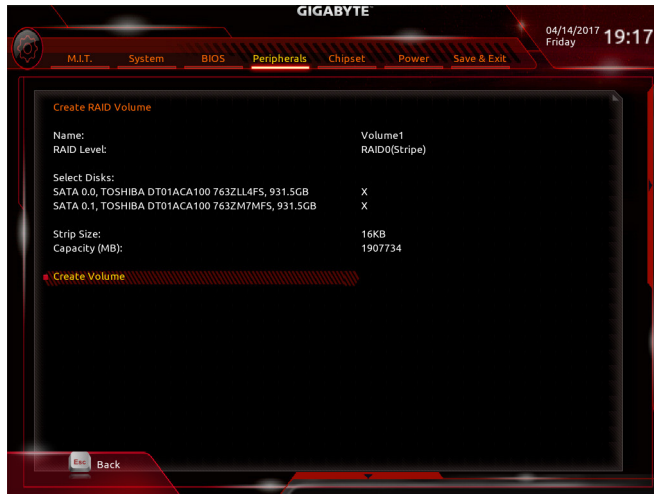 GIGABYTE
04/14/2017 19:17
Friday
M.I.T. System BIOS Peripherals Chipset Power Save & Exit
Create RAID Volume
Name: Volume1
RAID Level: RAID0(Stripe)
Select Disks:
SATA 0.0, TOSHIBA DT01ACA100 763ZLL4FS, 931.5GB X
SATA 0.1, TOSHIBA DT01ACA100 763ZM7MFS, 931.5GB X
Strip Size: 16KB
Capacity (MB): 1907734
Create Volume
Esc Back